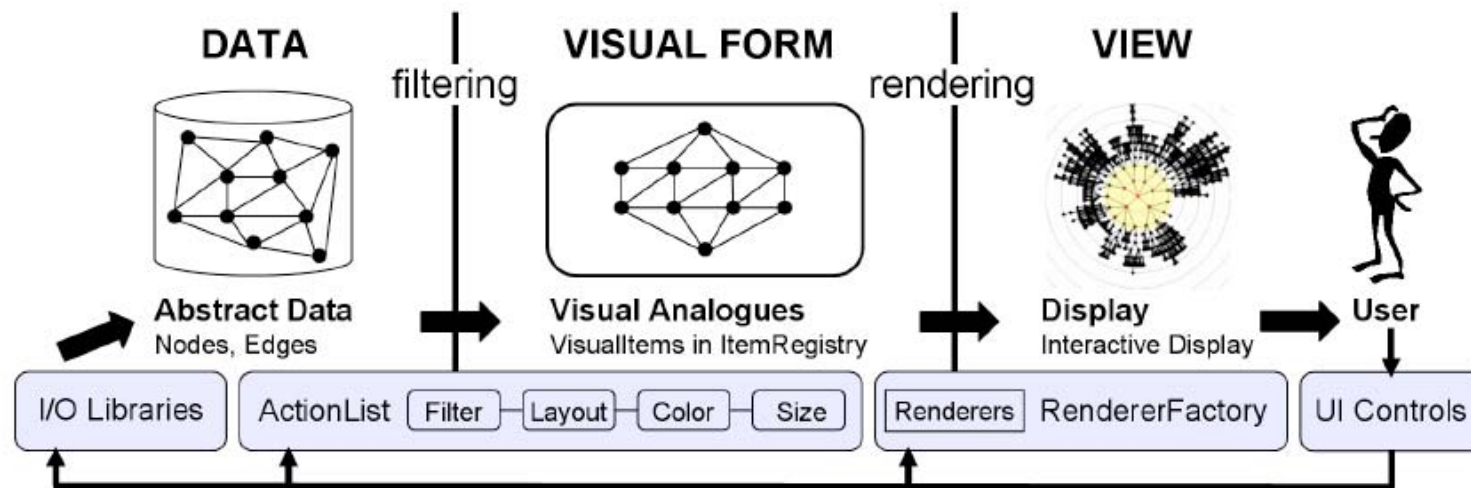 DATA
VISUAL FORM
VIEW
filtering
rendering
Abstract Data
Nodes, Edges
Visual Analogues
VisualItems in ItemRegistry
Display
Interactive Display
User
I/O Libraries
ActionList
Filter
Layout
Color
Size
Renderers
RendererFactory
UI Controls